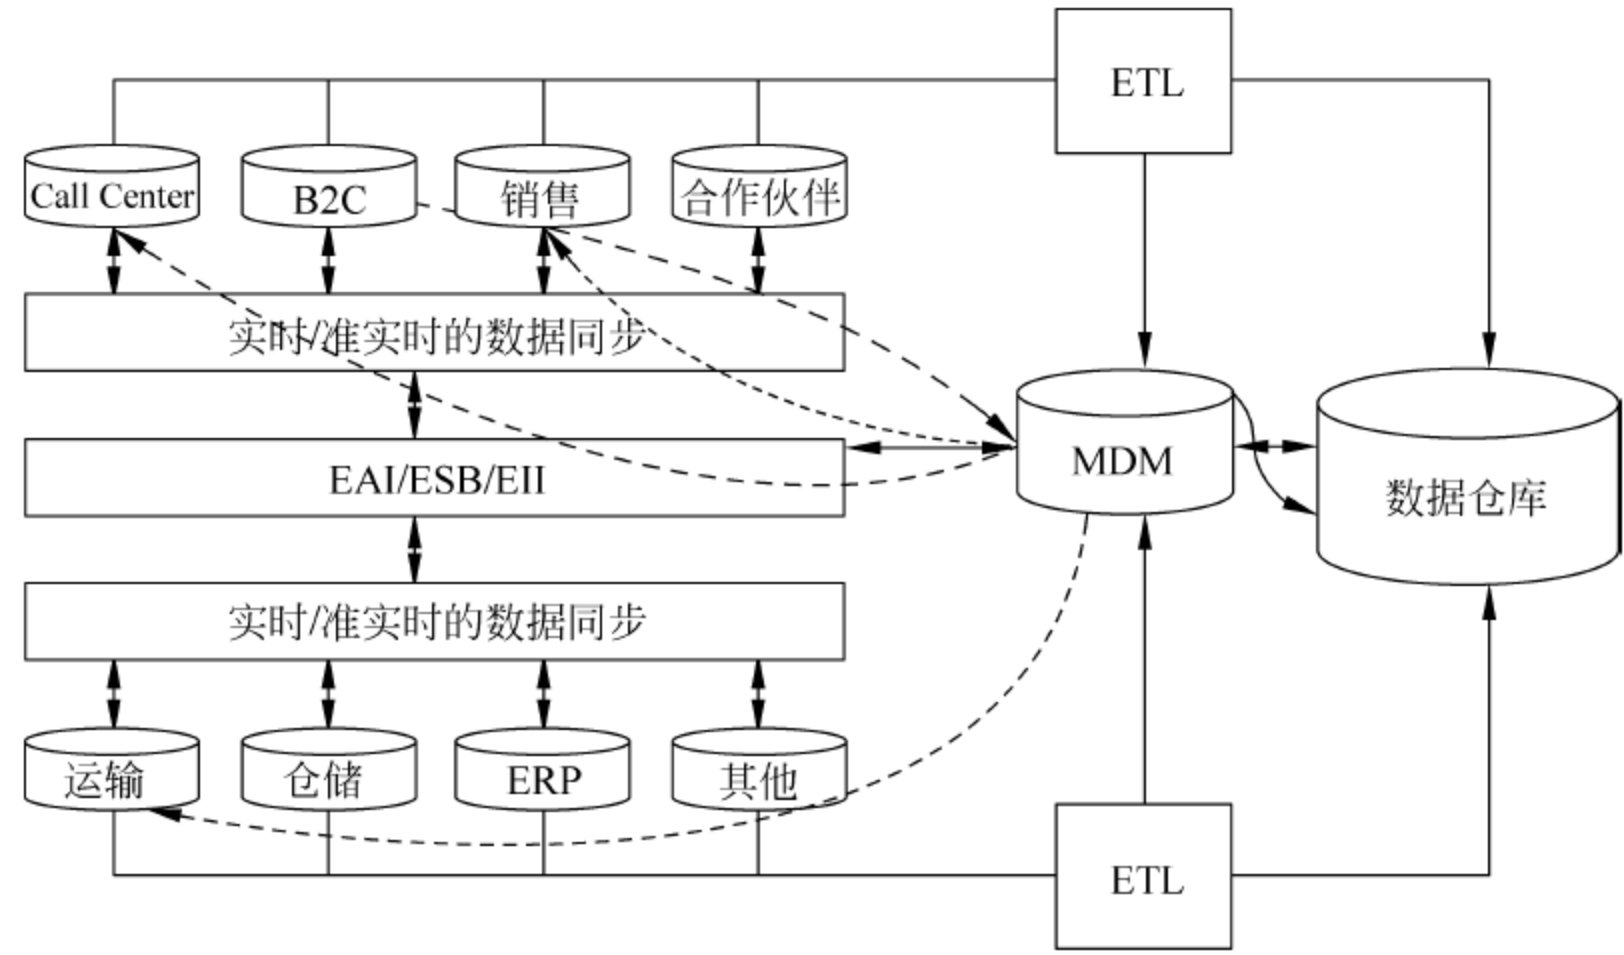 ETL
Call Center
B2C
销售
合作伙伴
实时/准实时的数据同步
EAI/ESB/EII
MDM
数据仓库
实时/准实时的数据同步
运输
仓储
ERP
其他
ETL